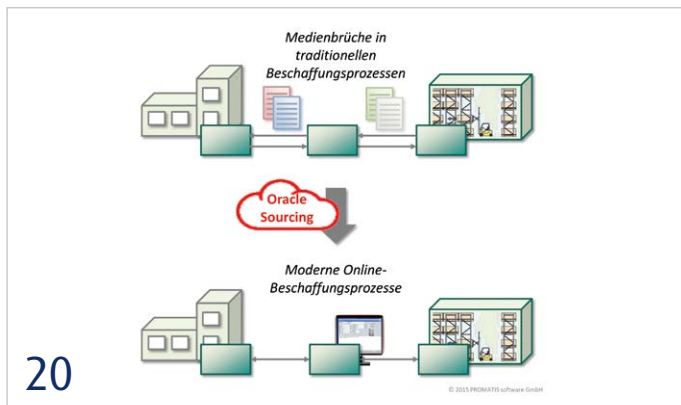 Medienbrüche in
traditionellen
Beschaffungsprozessen
Oracle
Sourcing
Moderne Online-
Beschaffungsprozesse
20
© 2015 PROMATIS software GmbH